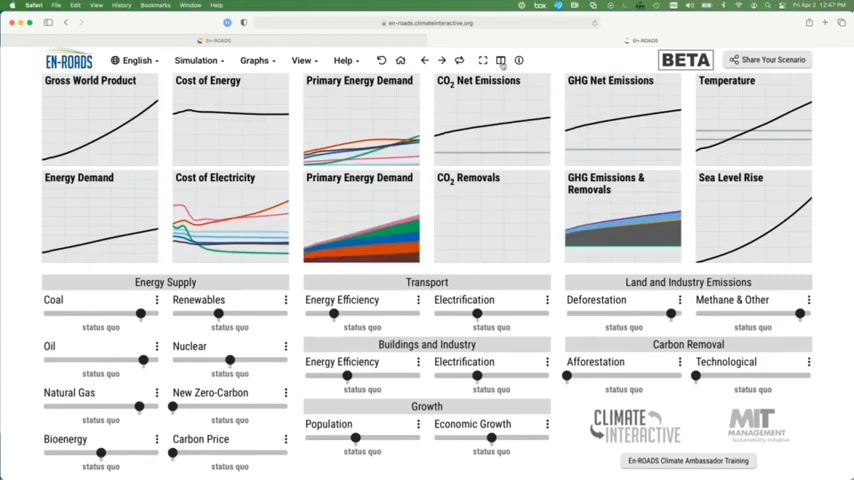 Safari File Edit View History Bookmarks Window Help
box
Fri Apr 2 12:47 PM
en-roads.climateinteractive.org
En-ROADS
En-ROADS
EN-ROADS
English
Simulation
Graphs
View
Help
BETA
Share Your Scenario
Gross World Product
Cost of Energy
Primary Energy Demand
CO2 Net Emissions
GHG Net Emissions
Temperature
Energy Demand
Cost of Electricity
Primary Energy Demand
CO2 Removals
GHG Emissions &
Removals
Sea Level Rise
Energy Supply
Transport
Land and Industry Emissions
Coal
status quo
Renewables
status quo
Energy Efficiency
status quo
Electrification
status quo
Deforestation
status quo
Methane & Other
status quo
Oil
status quo
Nuclear
status quo
Buildings and Industry
Carbon Removal
Energy Efficiency
status quo
Electrification
status quo
Afforestation
status quo
Technological
status quo
Natural Gas
status quo
New Zero-Carbon
status quo
Growth
Population
status quo
Economic Growth
status quo
Bioenergy
status quo
Carbon Price
status quo
CLIMATE
INTERACTIVE
MIT
MANAGEMENT
Sustainability Initiative
En-ROADS Climate Ambassador Training